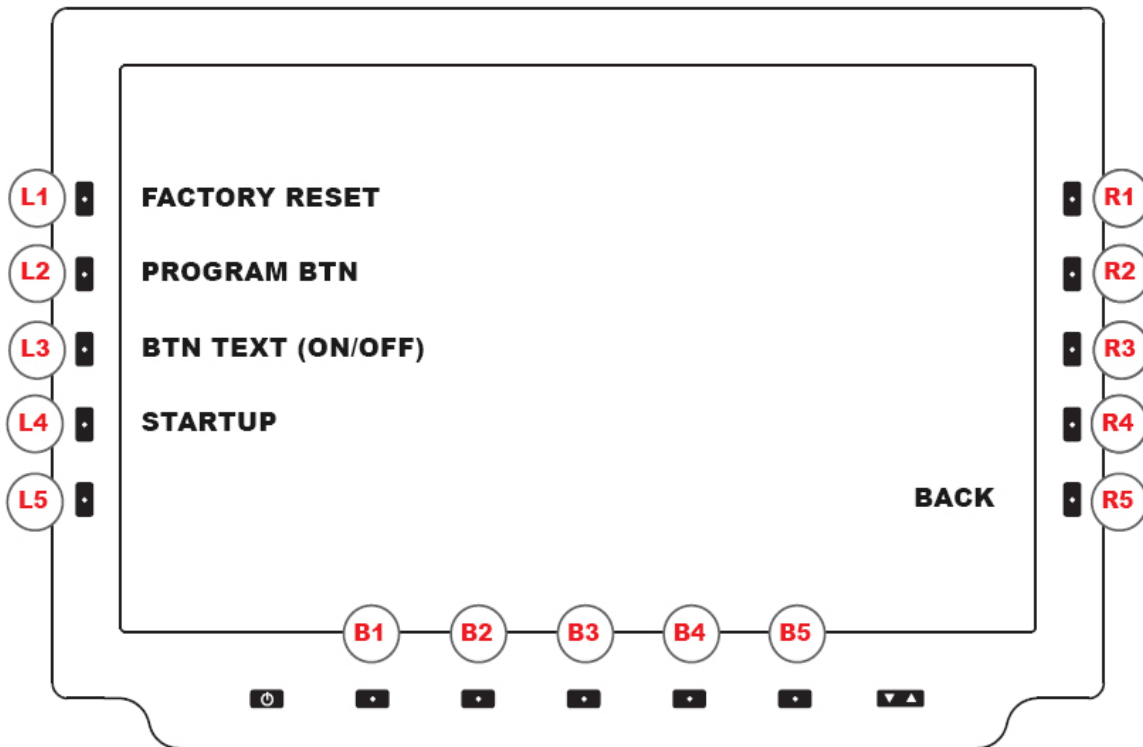 L1 FACTORY RESET R1
L2 PROGRAM BTN R2
L3 BTN TEXT (ON/OFF) R3
L4 STARTUP R4
L5 BACK R5
B1 B2 B3 B4 B5